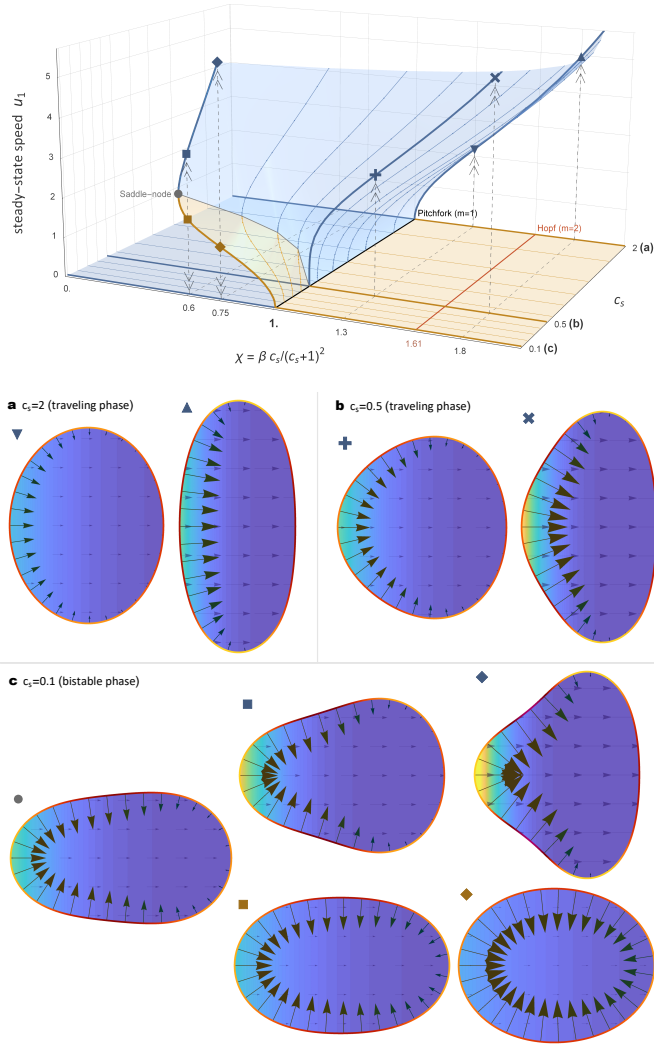 steady−state speed u₁
5
4
3
2
1
0
Saddle−node
Pitchfork (m=1)
Hopf (m=2)
2 (a)
0.5 (b)
0.1 (c)
cₛ
0.
0.6
0.75
1.
1.3
1.61
1.8
χ = β cₛ/(cₛ+1)²
a cₛ=2 (traveling phase)
b cₛ=0.5 (traveling phase)
c cₛ=0.1 (bistable phase)